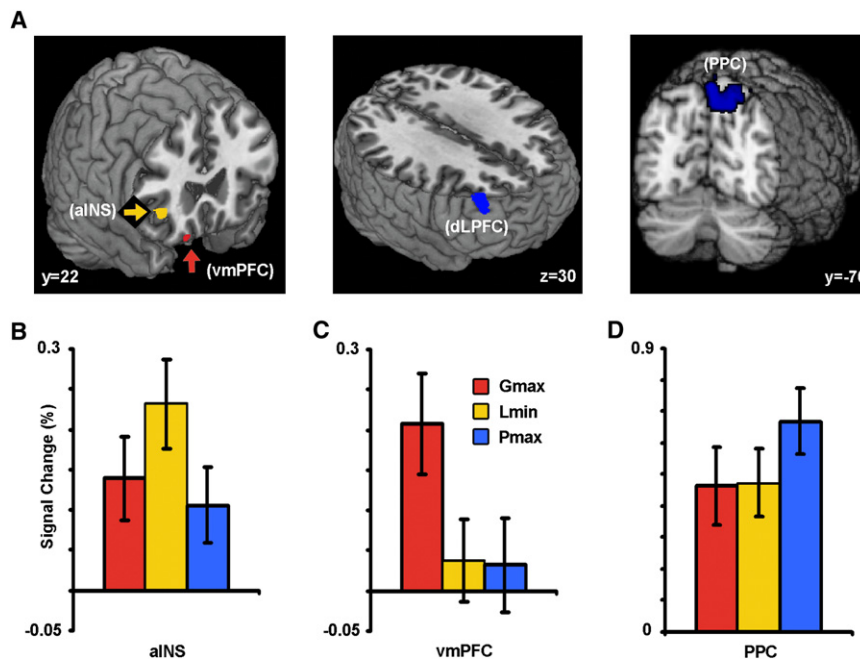 A
(aINS)
(vmPFC)
y=22
(dLPFC)
z=30
(PPC)
y=-70
B
0.3
Signal Change (%)
-0.05
aINS
C
0.3
Gmax
Lmin
Pmax
-0.05
vmPFC
D
0.9
0
PPC